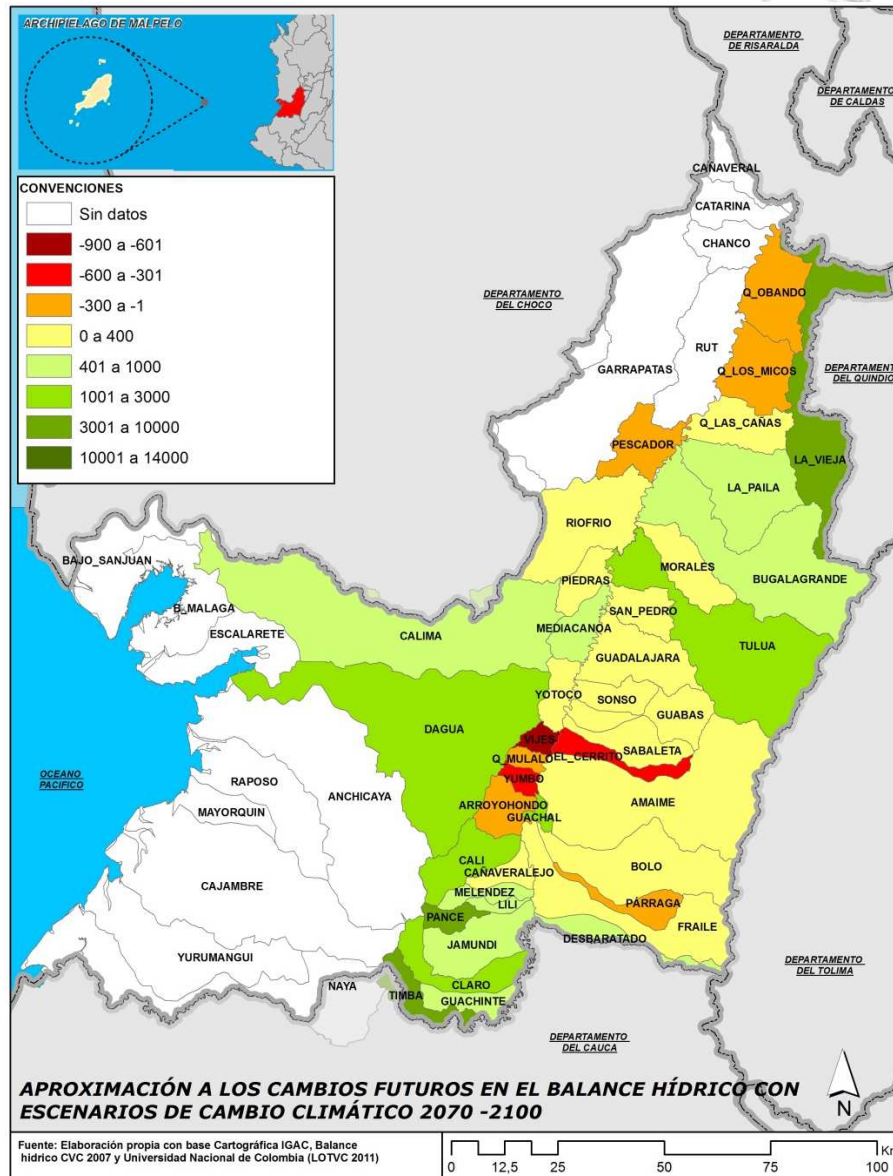 ARCHIPIELAGO DE MALPELO
DEPARTAMENTO
DE RISARALDA
DEPARTAMENTO
DE CALDAS
CONVENCIONES
Sin datos
-900 a -601
-600 a -301
-300 a -1
0 a 400
401 a 1000
1001 a 3000
3001 a 10000
10001 a 14000
CAÑAVERAL
CATARINA
CHANCO
DEPARTAMENTO
DEL CHOCO
Q_OBANDO
RUT
GARRAPATAS
Q_LOS_MICOS
DEPARTAMENTO
DEL QUINDIO
Q_LAS_CAÑAS
PESCADOR
LA_VIEJA
LA_PAILA
RIOFRIO
BAJO_SANJUAN
MORALES
PIEDRAS
BUGALAGRANDE
B_MALAGA
SAN_PEDRO
ESCALARETE
MEDIACANOA
CALIMA
TULUA
GUADALAJARA
YOTOCO
SONSO
GUABAS
DAGUA
VIJES
SABALETA
Q_MULALO
EL_CERRITO
OCEANO
PACIFICO
RAPOSO
YUMBO
ANCHICAYA
AMAIME
MAYORQUIN
ARROYOHONDO
GUACHAL
CALI
BOLO
CAÑAVERALEJO
CAJAMBRE
MELENDEZ
LILI
PÁRRAGA
PANCE
FRAILE
DESBARATADO
JAMUNDI
YURUMANGUI
DEPARTAMENTO
DEL TOLIMA
CLARO
NAYA
TIMBA
GUACHINTE
DEPARTAMENTO
DEL CAUCA
N
APROXIMACIÓN A LOS CAMBIOS FUTUROS EN EL BALANCE HÍDRICO CON
ESCENARIOS DE CAMBIO CLIMÁTICO 2070 -2100
Fuente: Elaboración propia con base Cartográfica IGAC, Balance
hidrico CVC 2007 y Universidad Nacional de Colombia (LOTVC 2011)
Km
0 12,5 25 50 75 100